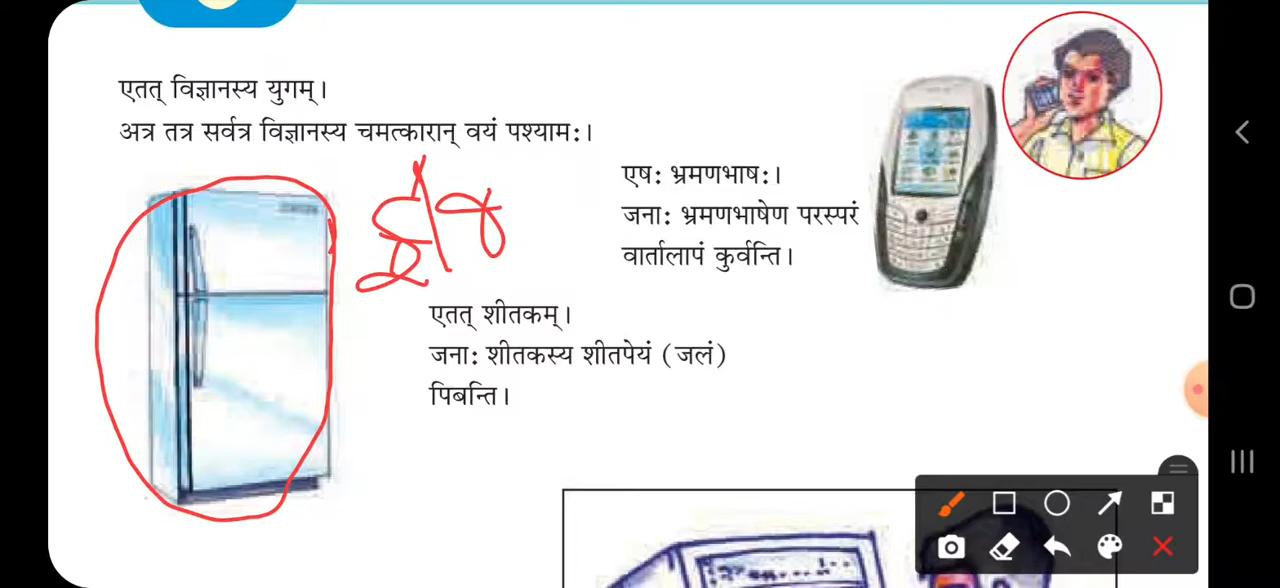 एतत् विज्ञानस्य युगम्।
अत्र तत्र सर्वत्र विज्ञानस्य चमत्कारान् वयं पश्यामः।
एषः भ्रमणभाषः।
जनाः भ्रमणभाषेण परस्परं
वार्तालापं कुर्वन्ति।
एतत् शीतकम्।
जनाः शीतकस्य शीतपेयं (जलं)
पिबन्ति।